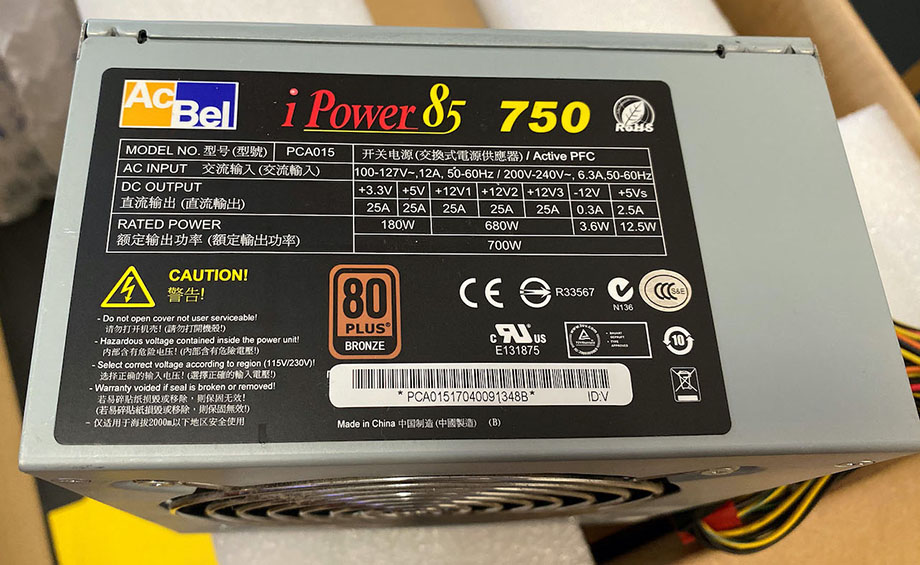 AcBel
i Power 85 750
RoHS
MODEL NO. 型号(型號) PCA015 开关电源 (交換式電源供應器) / Active PFC
AC INPUT 交流输入 (交流輸入) 100-127V~,12A, 50-60Hz / 200V-240V~, 6.3A,50-60Hz
DC OUTPUT +3.3V +5V +12V1 +12V2 +12V3 -12V +5Vs
直流输出 (直流輸出) 25A 25A 25A 25A 25A 0.3A 2.5A
RATED POWER 180W 680W 3.6W 12.5W
额定输出功率 (額定輸出功率) 700W
CAUTION!
警告!
- Do not open cover not user serviceable!
请勿打开机壳! (請勿打開機殼!)
- Hazardous voltage contained inside the power unit!
内部含有危险电压! (內部含有危險電壓!)
- Select correct voltage according to region (115V/230V)!
选择正确的输入电压! (選擇正確的輸入電壓!)
- Warranty voided if seal is broken or removed!
若易碎貼紙損毀或移除，則保固无效!
(若易碎貼紙損毀或移除，則保固無效!)
- 仅适用于海拔2000m以下地区安全使用
80
PLUS®
BRONZE
CE R33567 N136 CCC S&E
c UL US
E131875
10
* PCA01517040091348B* ID:V
Made in China 中国制造 (中國製造) (B)